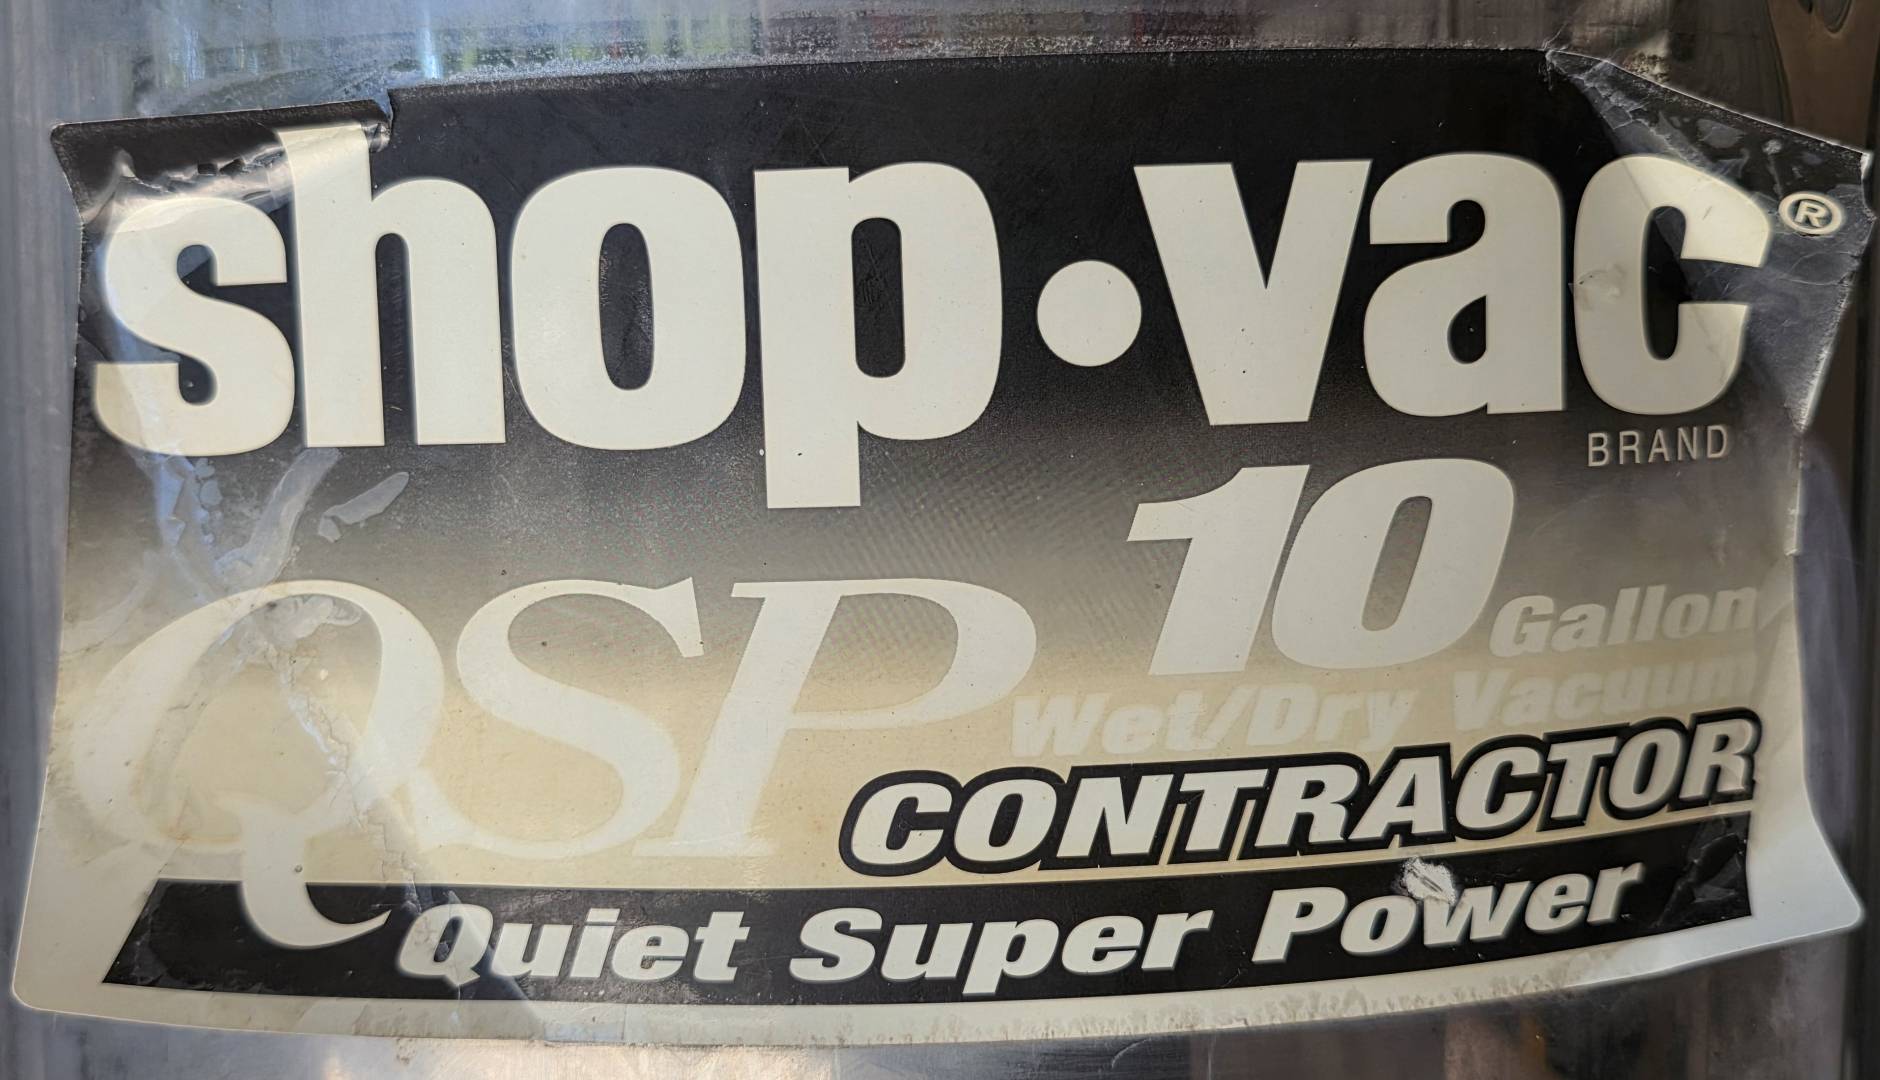 shop·vac®
BRAND
10 Gallon
QSP
Wet/Dry Vacuum
CONTRACTOR
Quiet Super Power